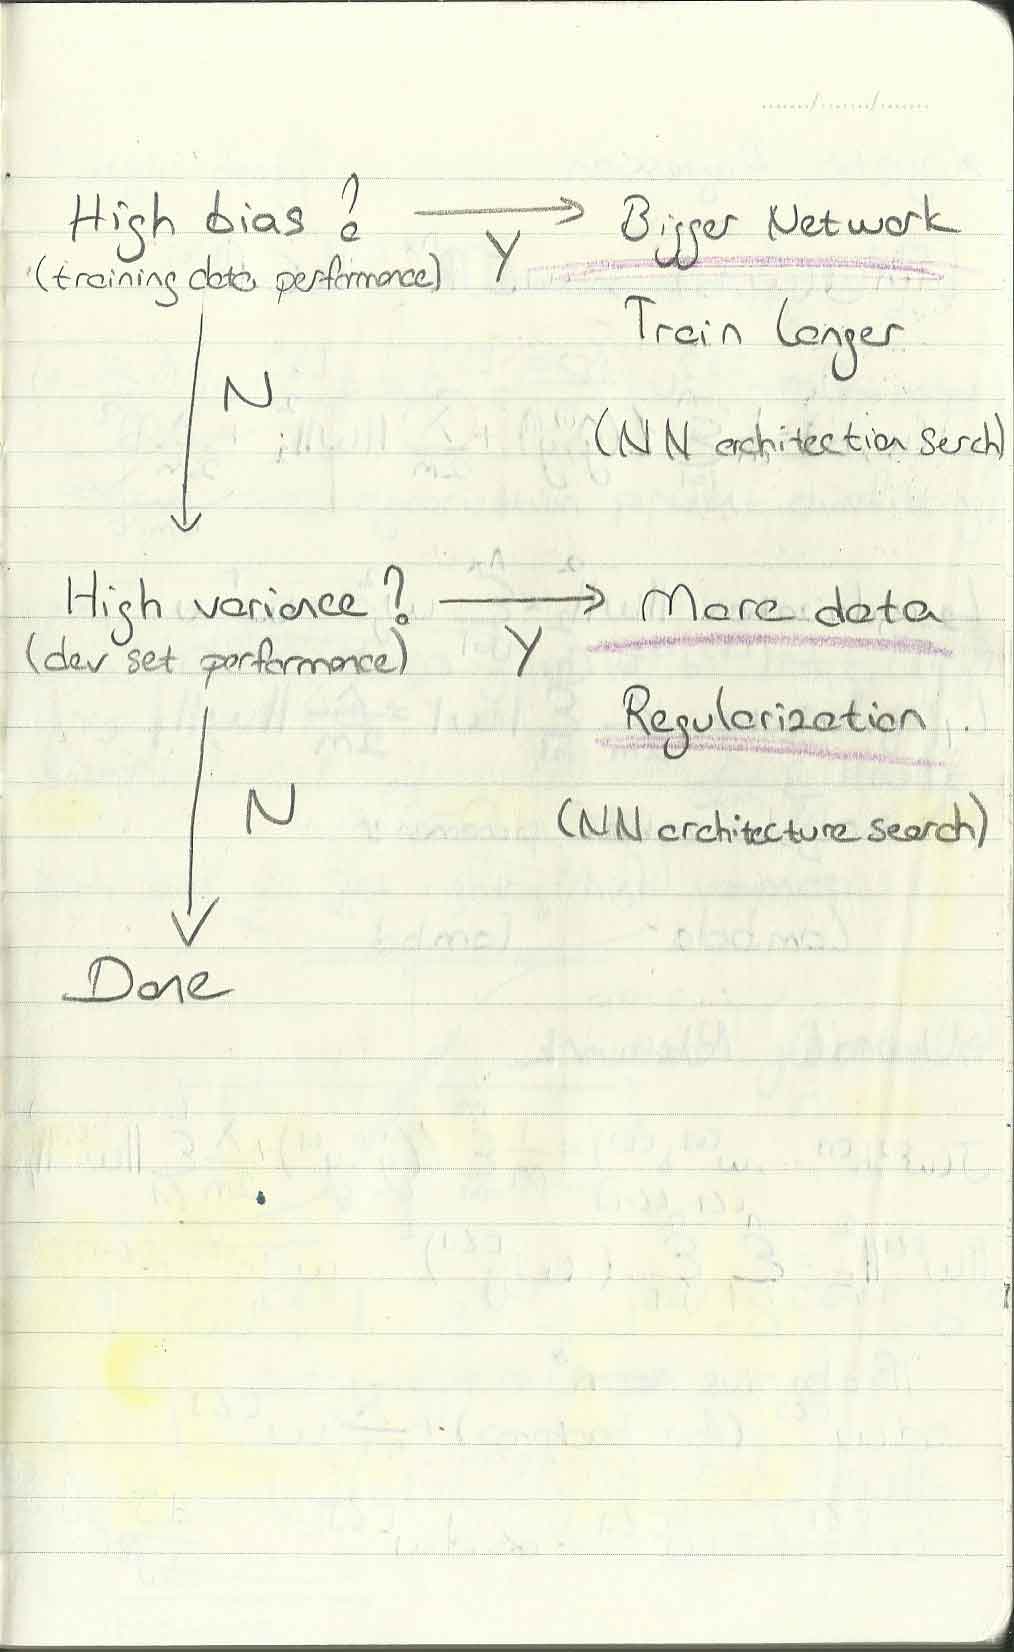 High bias ? Y Bigger Network
(training data performance)
Train longer
N
(NN architection serch)
High variance ? Y More data
(dev set performance)
Regularization
N
(NN architecture search)
Done